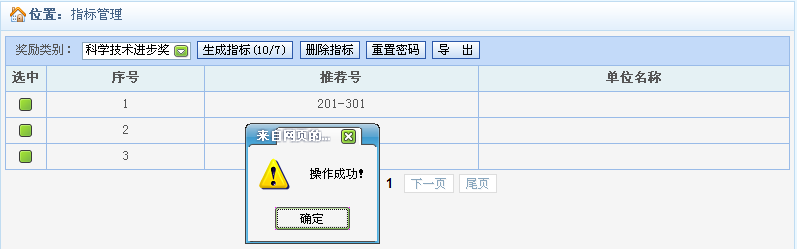 位置：指标管理
奖励类别： 科学技术进步奖 生成指标(10/7) 删除指标 重置密码 导 出
选中 序号 推荐号 单位名称
1 201-301
2
3
来自网页的...
操作成功!
确定
1 下一页 尾页